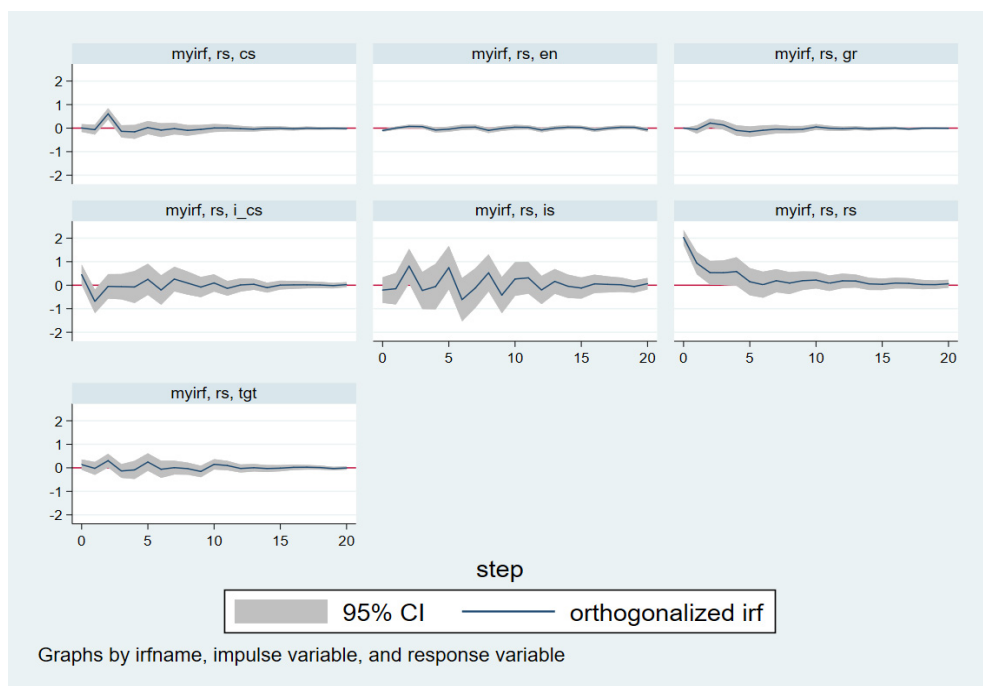 myirf, rs, cs
myirf, rs, en
myirf, rs, gr
2
1
0
-1
-2
myirf, rs, i_cs
myirf, rs, is
myirf, rs, rs
2
1
0
-1
-2
0 5 10 15 20
0 5 10 15 20
myirf, rs, tgt
2
1
0
-1
-2
0 5 10 15 20
step
95% CI
orthogonalized irf
Graphs by irfname, impulse variable, and response variable